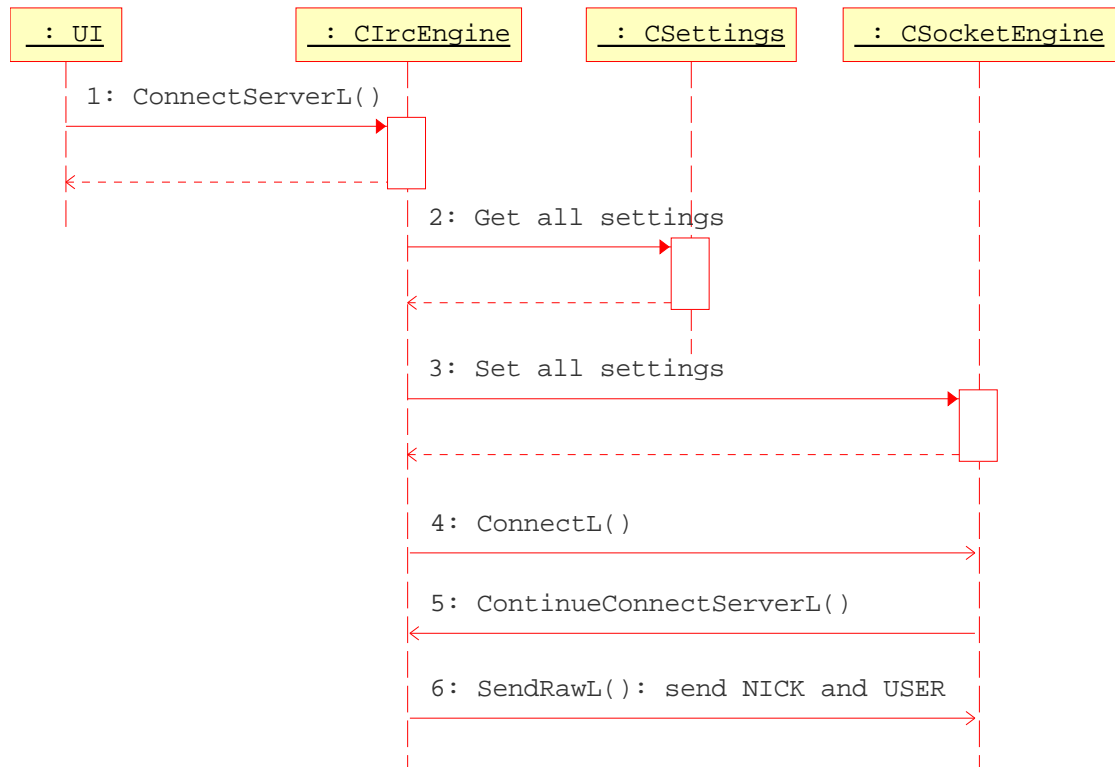 : UI
: CIrcEngine
: CSettings
: CSocketEngine
1: ConnectServerL()
2: Get all settings
3: Set all settings
4: ConnectL()
5: ContinueConnectServerL()
6: SendRawL(): send NICK and USER